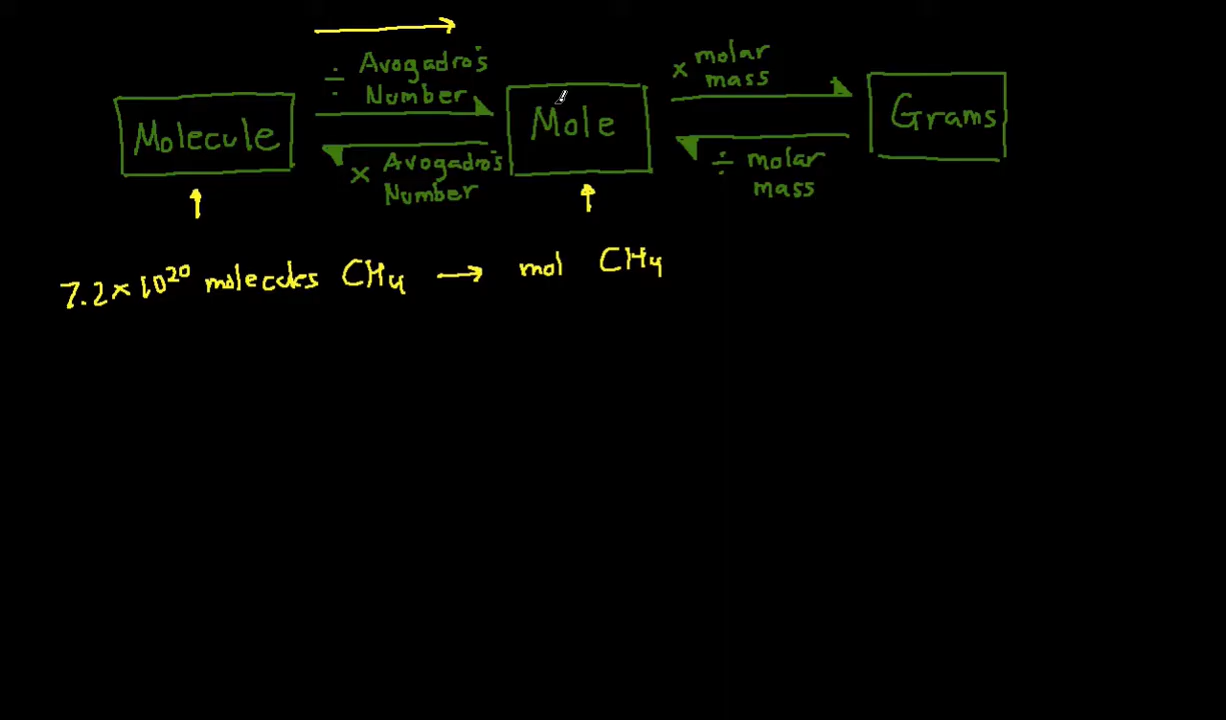 ÷ Avogadro's Number
× molar mass
Molecule
Mole
Grams
× Avogadro's Number
÷ molar mass
7.2×10²⁰ molecules CH₄ → mol CH₄